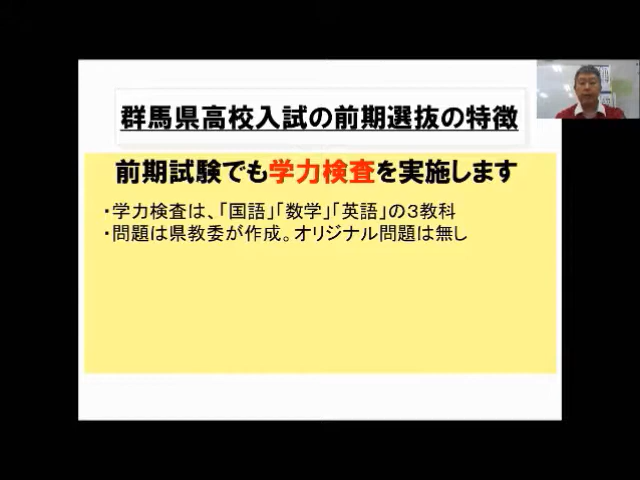 群馬県高校入試の前期選抜の特徴
前期試験でも学力検査を実施します
・学力検査は、「国語」「数学」「英語」の３教科
・問題は県教委が作成。オリジナル問題は無し